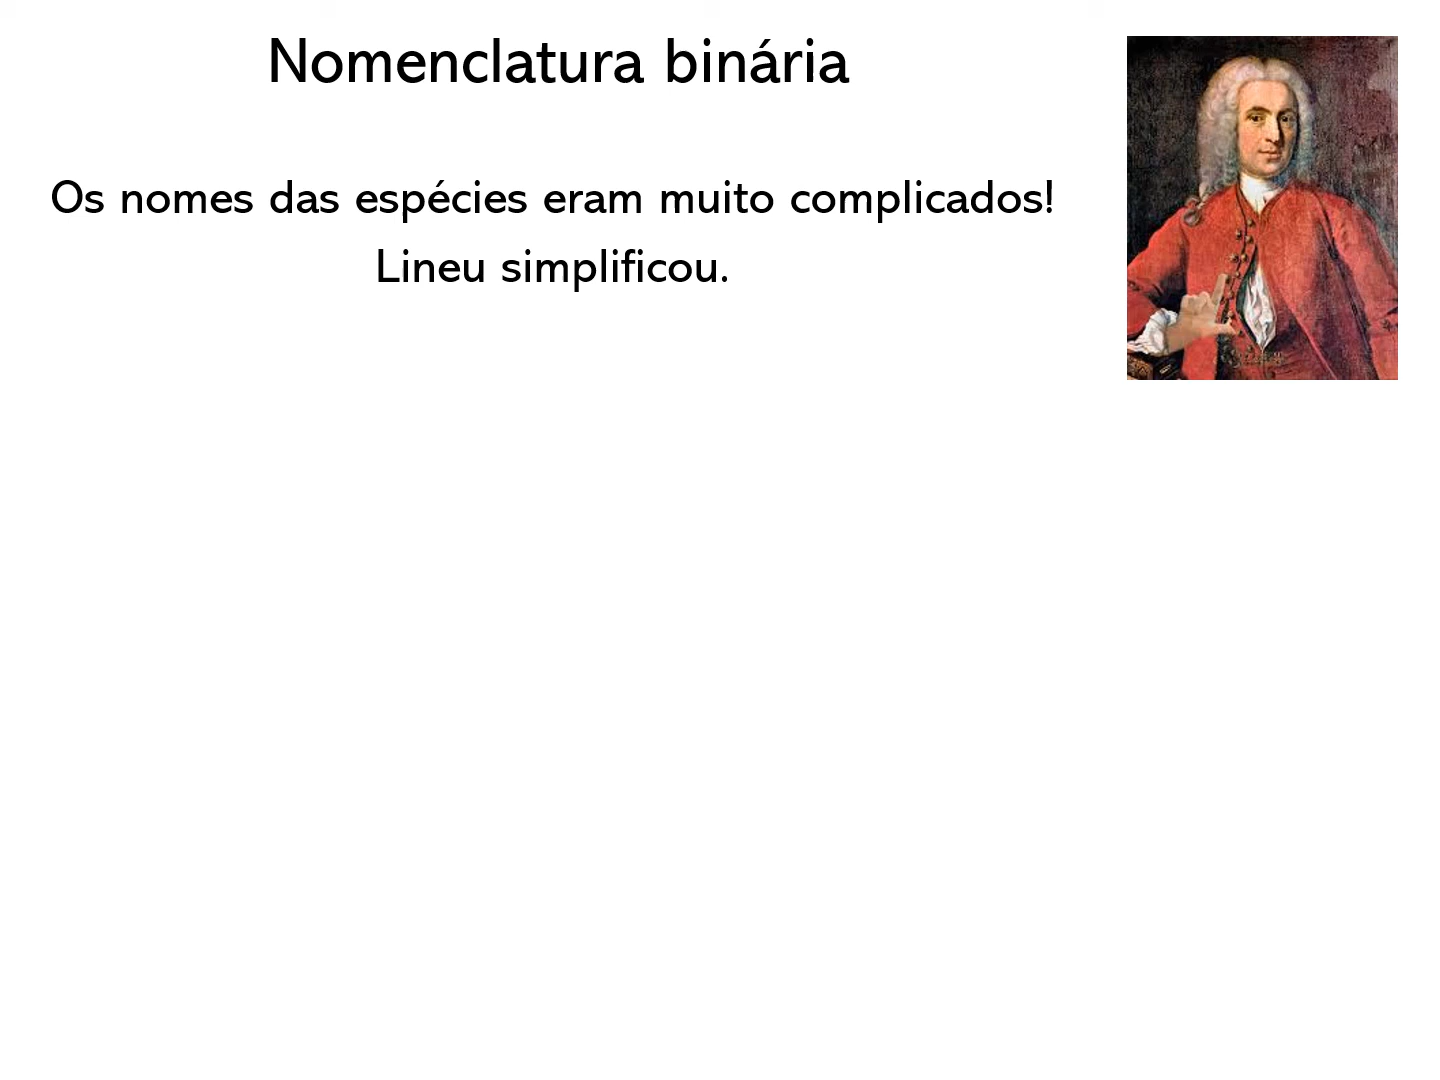 Nomenclatura binária
Os nomes das espécies eram muito complicados!
Lineu simplificou.